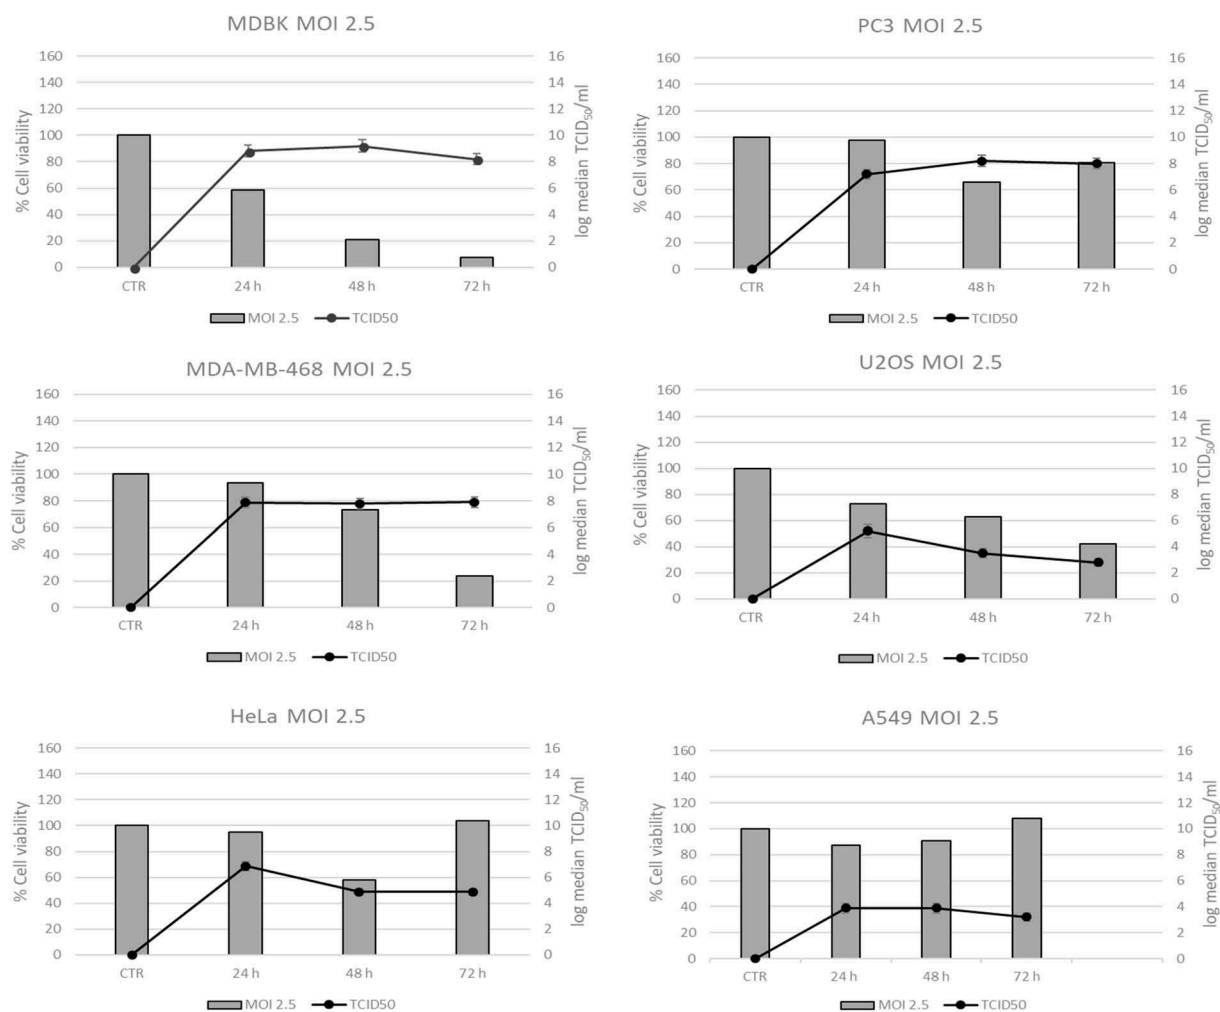 MDBK MOI 2.5
160 16
140 14
120 12
100 10
80 8
60 6
40 4
20 2
0 0
% Cell viability
log median TCID50/ml
CTR 24 h 48 h 72 h
MOI 2.5 TCID50
PC3 MOI 2.5
160 16
140 14
120 12
100 10
80 8
60 6
40 4
20 2
0 0
% Cell viability
log median TCID50/ml
CTR 24 h 48 h 72 h
MOI 2.5 TCID50
MDA-MB-468 MOI 2.5
160 16
140 14
120 12
100 10
80 8
60 6
40 4
20 2
0 0
% Cell viability
log median TCID50/ml
CTR 24 h 48 h 72 h
MOI 2.5 TCID50
U2OS MOI 2.5
160 16
140 14
120 12
100 10
80 8
60 6
40 4
20 2
0 0
% Cell viability
log median TCID50/ml
CTR 24 h 48 h 72 h
MOI 2.5 TCID50
HeLa MOI 2.5
160 16
140 14
120 12
100 10
80 8
60 6
40 4
20 2
0 0
% Cell viability
log median TCID50/ml
CTR 24 h 48 h 72 h
MOI 2.5 TCID50
A549 MOI 2.5
160 16
140 14
120 12
100 10
80 8
60 6
40 4
20 2
0 0
% Cell viability
log median TCID50/ml
CTR 24 h 48 h 72 h
MOI 2.5 TCID50